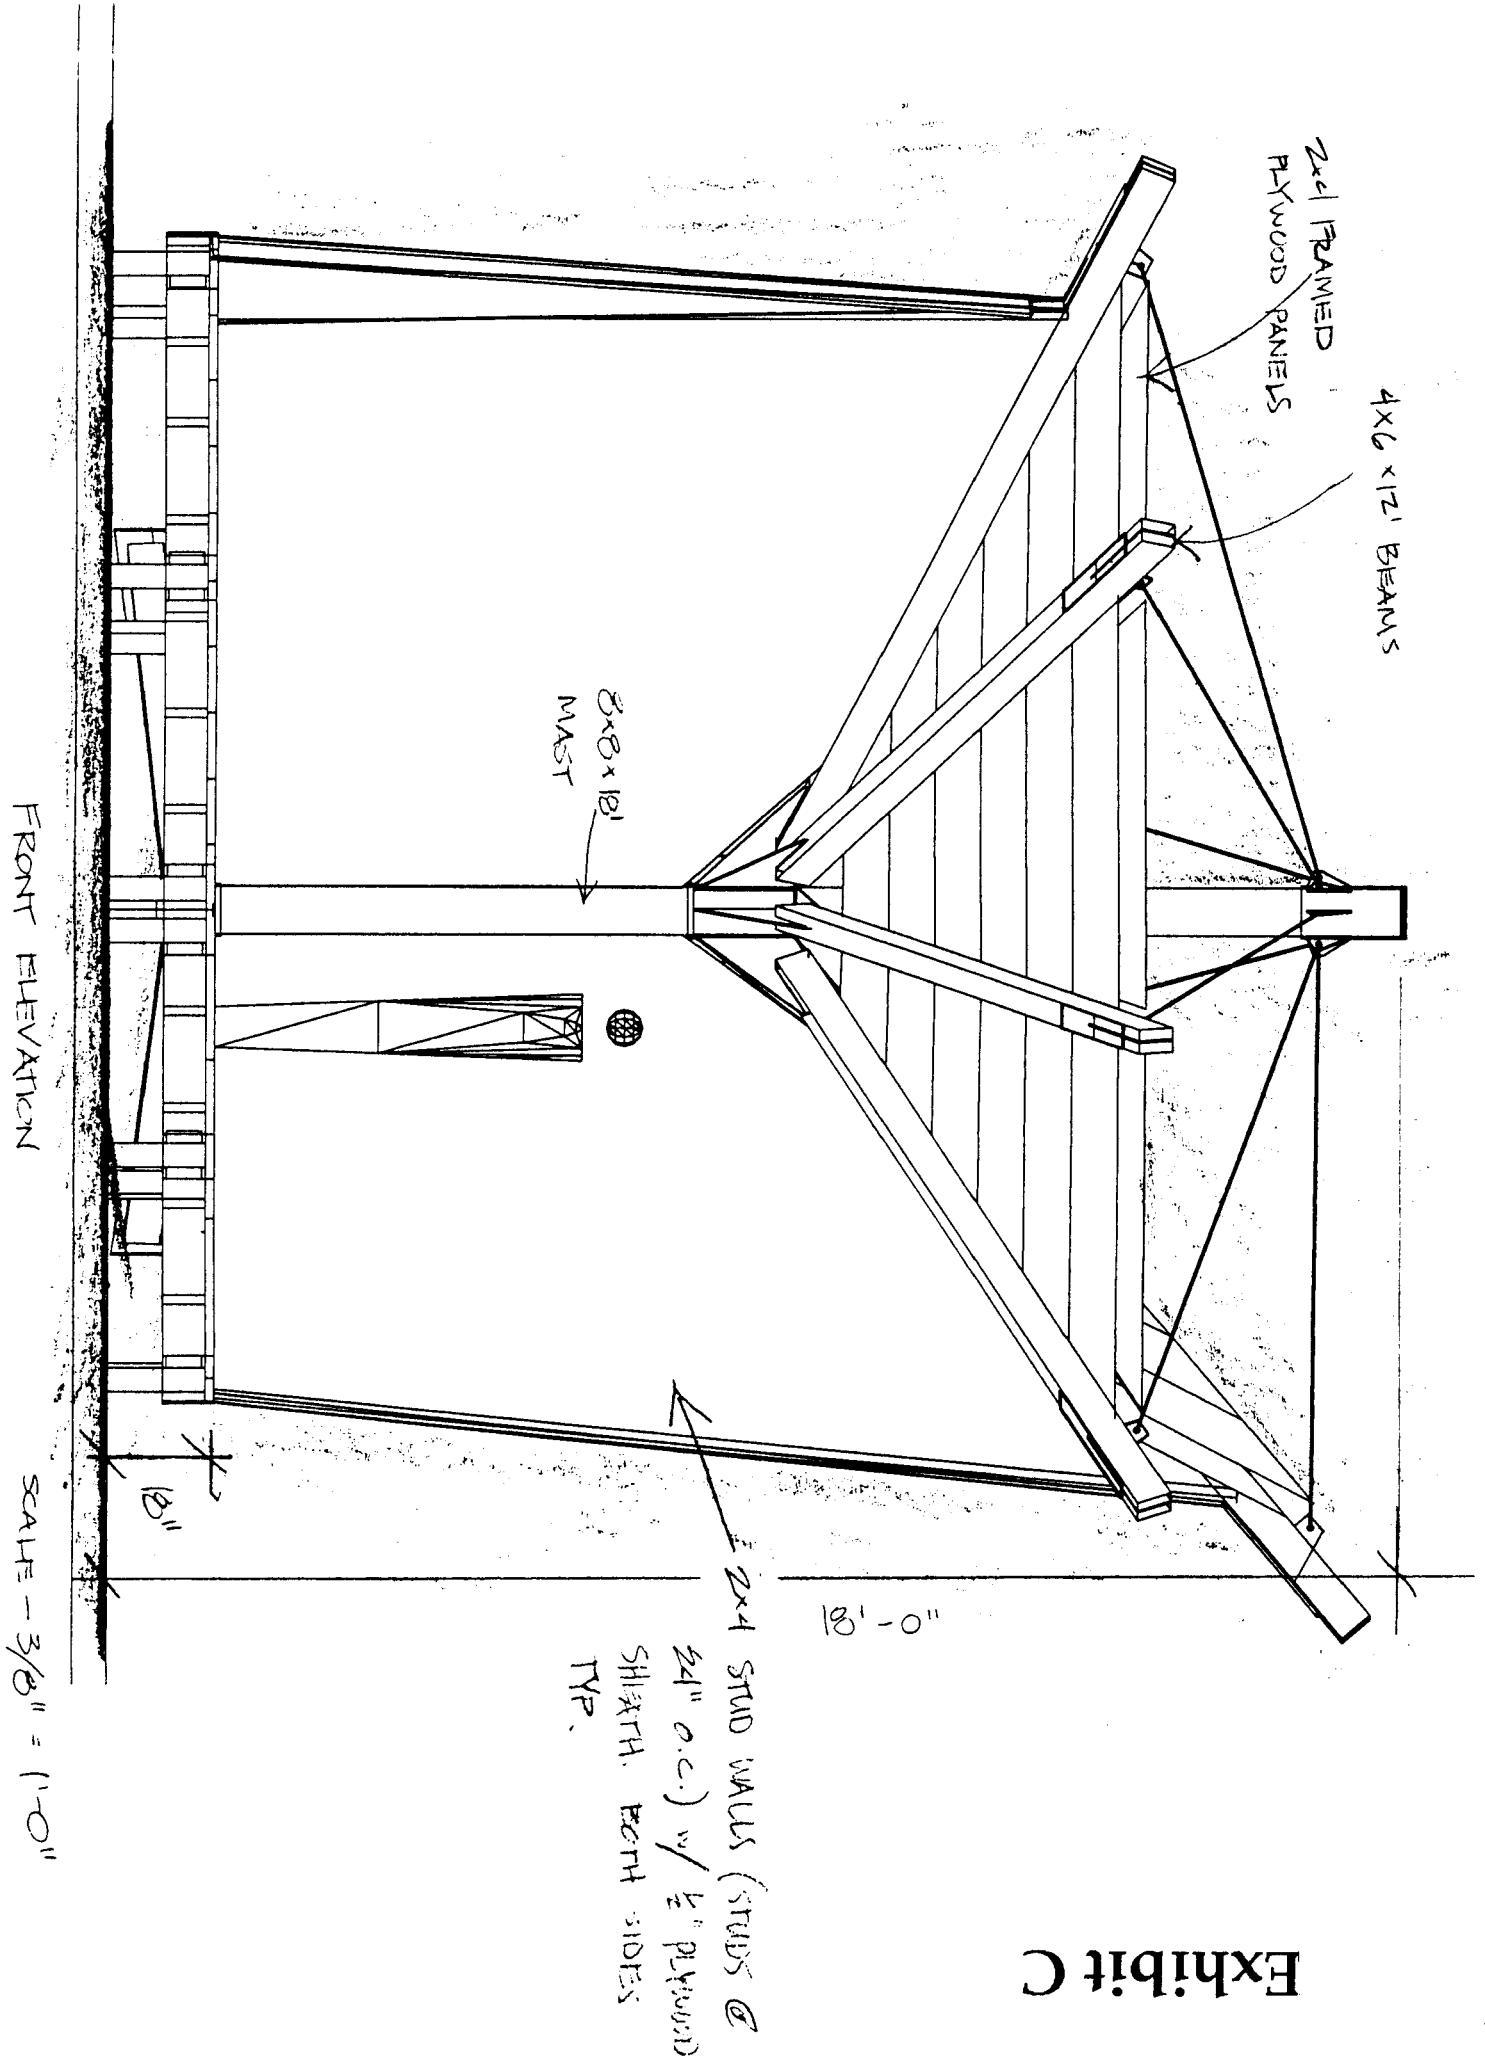 2x4 FRAMED
PLYWOOD PANELS
4X6 x 12' BEAMS
8x8x18'
MAST
18'-0"
2x4 STUD WALLS (STUDS @
24" O.C.) w/ ½" PLYWOOD
SHEATH. BOTH SIDES
TYP.
18"
FRONT ELEVATION
SCALE - 3/8" = 1'-0"
Exhibit C